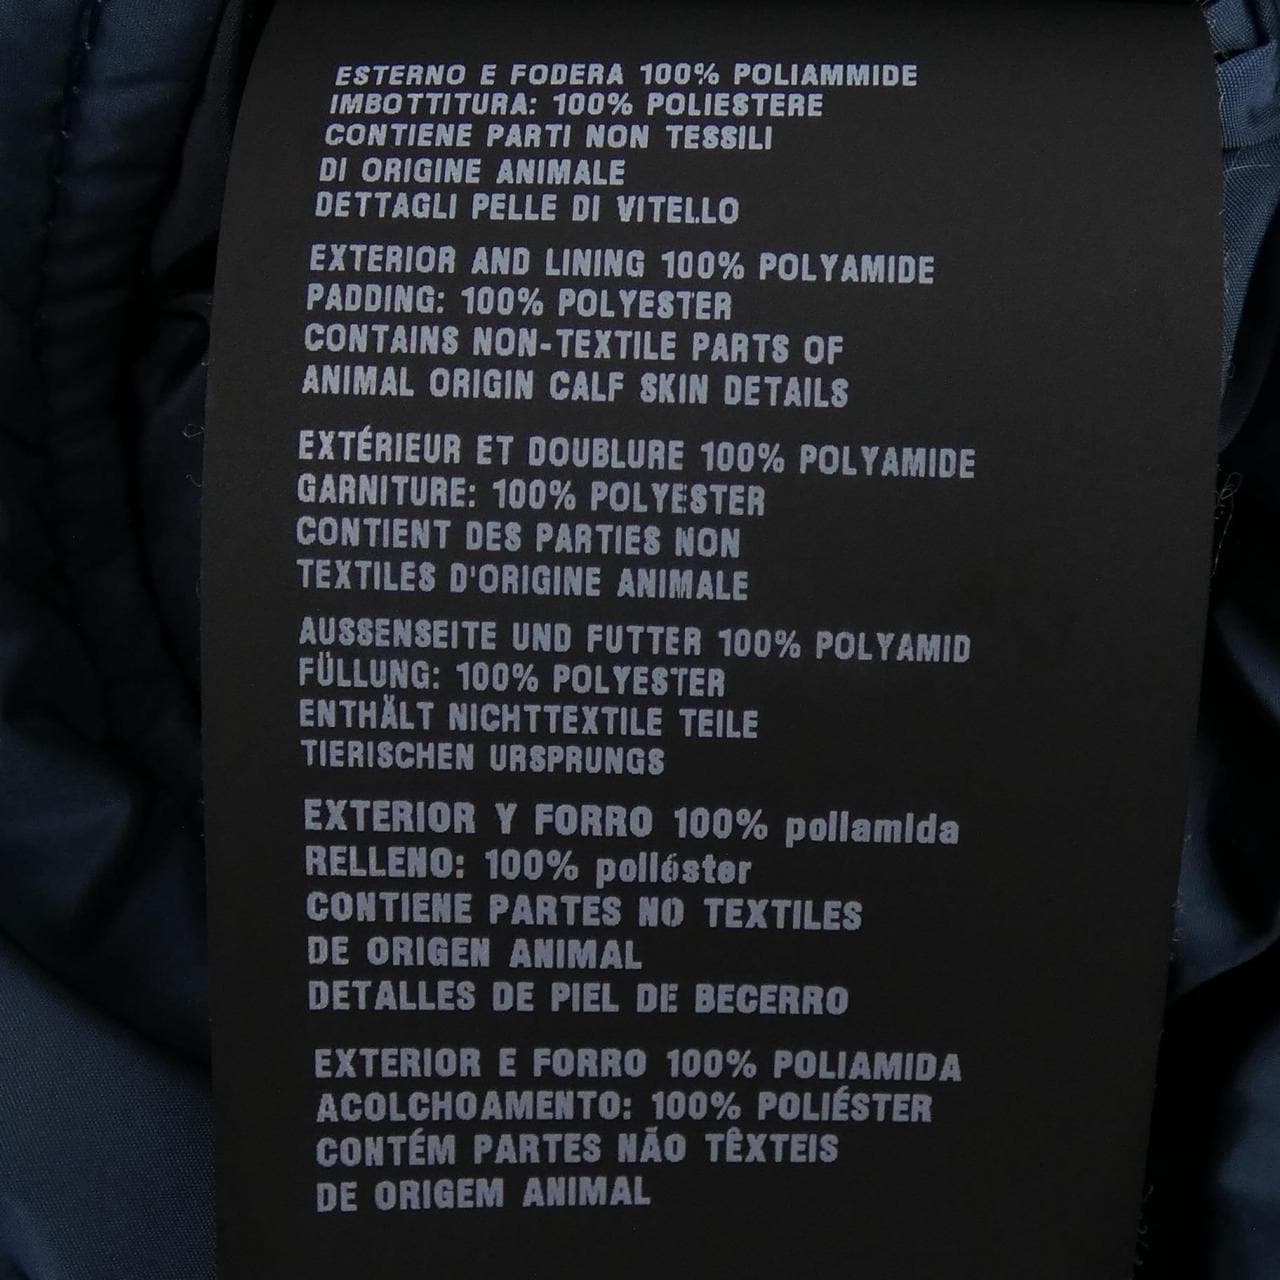 ESTERNO E FODERA 100% POLIAMMIDE
IMBOTTITURA: 100% POLIESTERE
CONTIENE PARTI NON TESSILI
DI ORIGINE ANIMALE
DETTAGLI PELLE DI VITELLO
EXTERIOR AND LINING 100% POLYAMIDE
PADDING: 100% POLYESTER
CONTAINS NON-TEXTILE PARTS OF
ANIMAL ORIGIN CALF SKIN DETAILS
EXTÉRIEUR ET DOUBLURE 100% POLYAMIDE
GARNITURE: 100% POLYESTER
CONTIENT DES PARTIES NON
TEXTILES D'ORIGINE ANIMALE
AUSSENSEITE UND FUTTER 100% POLYAMID
FÜLLUNG: 100% POLYESTER
ENTHÄLT NICHTTEXTILE TEILE
TIERISCHEN URSPRUNGS
EXTERIOR Y FORRO 100% poliamida
RELLENO: 100% poliéster
CONTIENE PARTES NO TEXTILES
DE ORIGEN ANIMAL
DETALLES DE PIEL DE BECERRO
EXTERIOR E FORRO 100% POLIAMIDA
ACOLCHOAMENTO: 100% POLIÉSTER
CONTÉM PARTES NÃO TÊXTEIS
DE ORIGEM ANIMAL